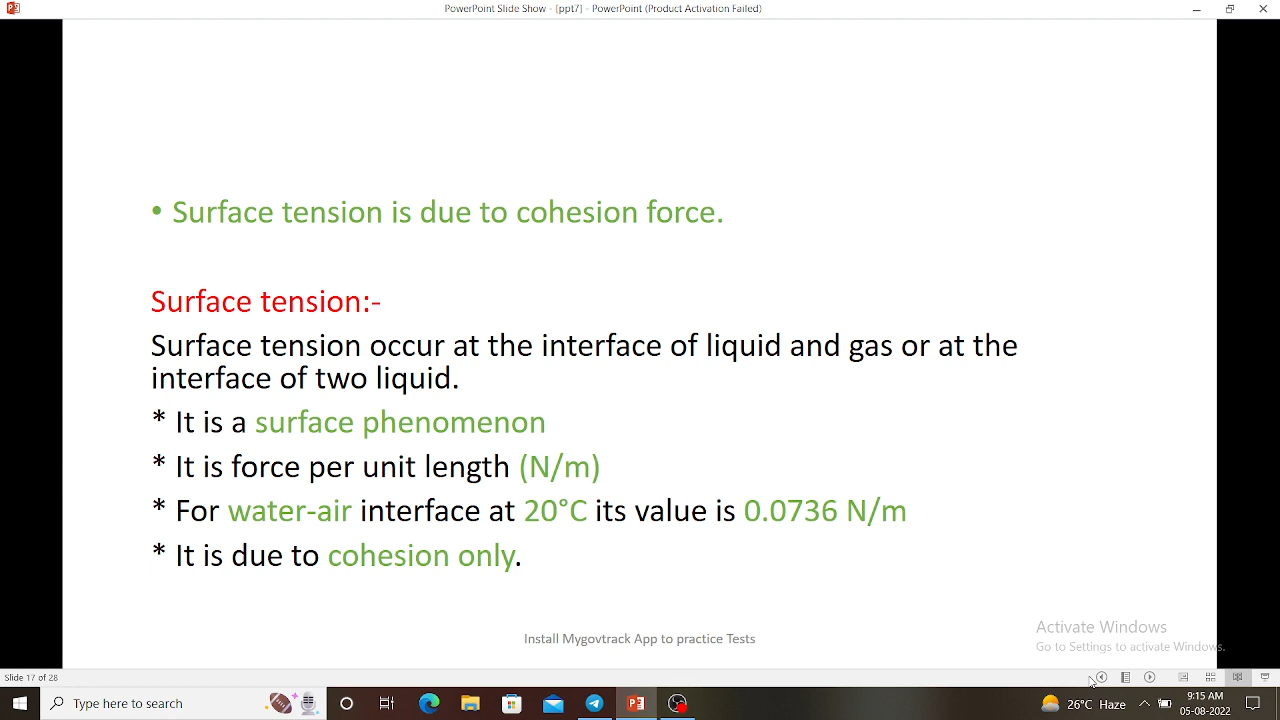 PowerPoint Slide Show - [ppt7] - PowerPoint (Product Activation Failed)
• Surface tension is due to cohesion force.
Surface tension:-
Surface tension occur at the interface of liquid and gas or at the
interface of two liquid.
* It is a surface phenomenon
* It is force per unit length (N/m)
* For water-air interface at 20°C its value is 0.0736 N/m
* It is due to cohesion only.
Install Mygovtrack App to practice Tests
Activate Windows
Go to Settings to activate Windows.
Slide 17 of 28
Type here to search
26°C Haze
9:15 AM
05-08-2022